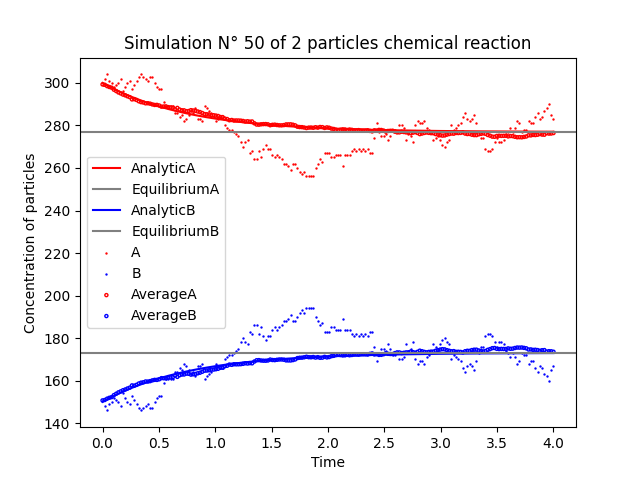 Simulation N° 50 of 2 particles chemical reaction
Concentration of particles
300
280
260
240
220
200
180
160
140
AnalyticA
EquilibriumA
AnalyticB
EquilibriumB
A
B
AverageA
AverageB
0.0 0.5 1.0 1.5 2.0 2.5 3.0 3.5 4.0
Time